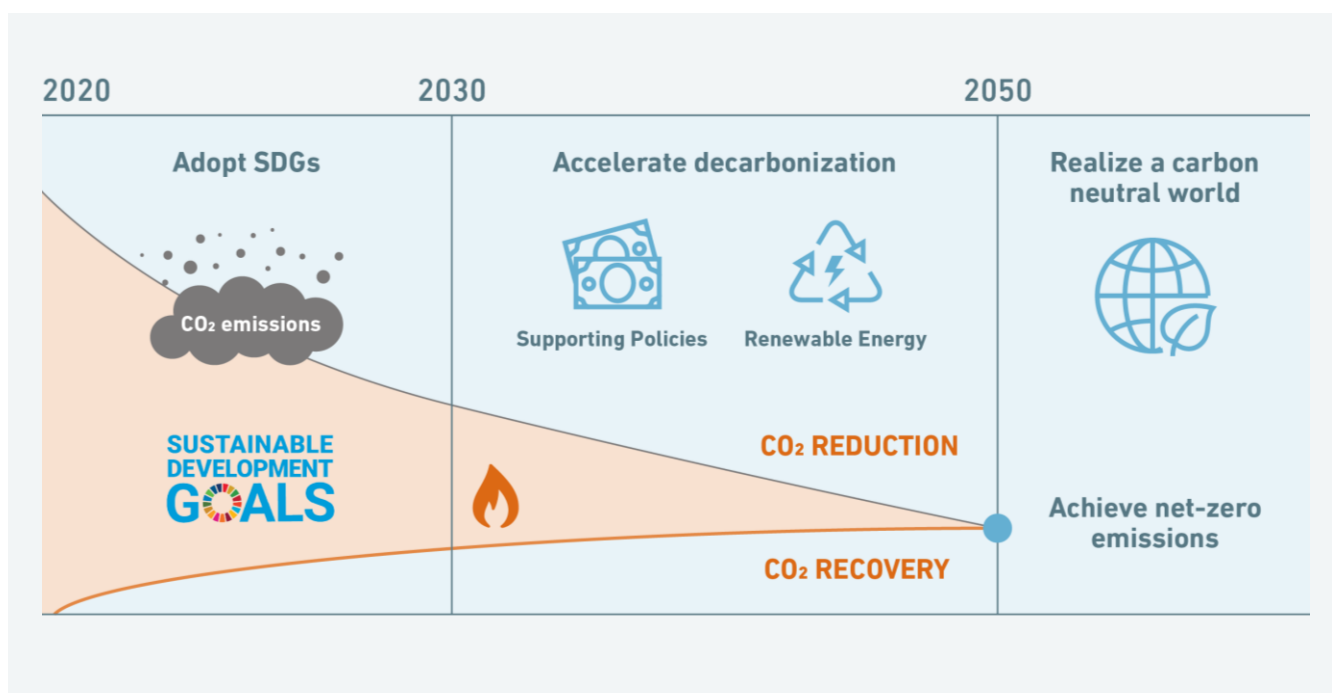 2020
2030
2050
Adopt SDGs
Accelerate decarbonization
Realize a carbon
neutral world
CO₂ emissions
Supporting Policies
Renewable Energy
SUSTAINABLE
DEVELOPMENT
GOALS
CO₂ REDUCTION
CO₂ RECOVERY
Achieve net-zero
emissions